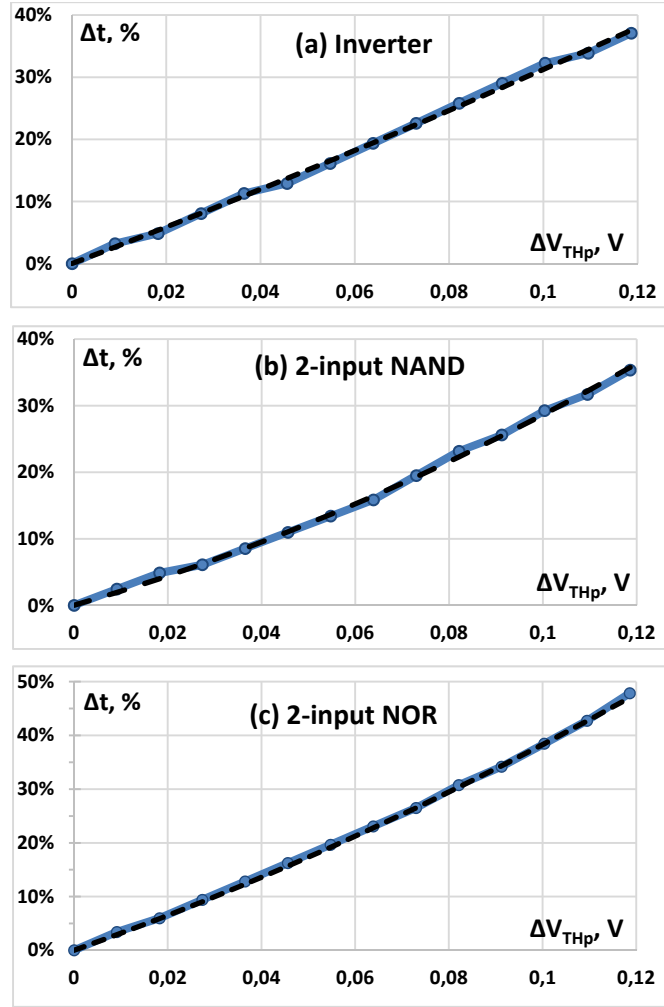 40%
Δt, %
(a) Inverter
30%
20%
10%
ΔVTHp, V
0%
0 0,02 0,04 0,06 0,08 0,1 0,12
40%
Δt, %
(b) 2-input NAND
30%
20%
10%
ΔVTHp, V
0%
0 0,02 0,04 0,06 0,08 0,1 0,12
50%
Δt, %
(c) 2-input NOR
40%
30%
20%
10%
ΔVTHp, V
0%
0 0,02 0,04 0,06 0,08 0,1 0,12